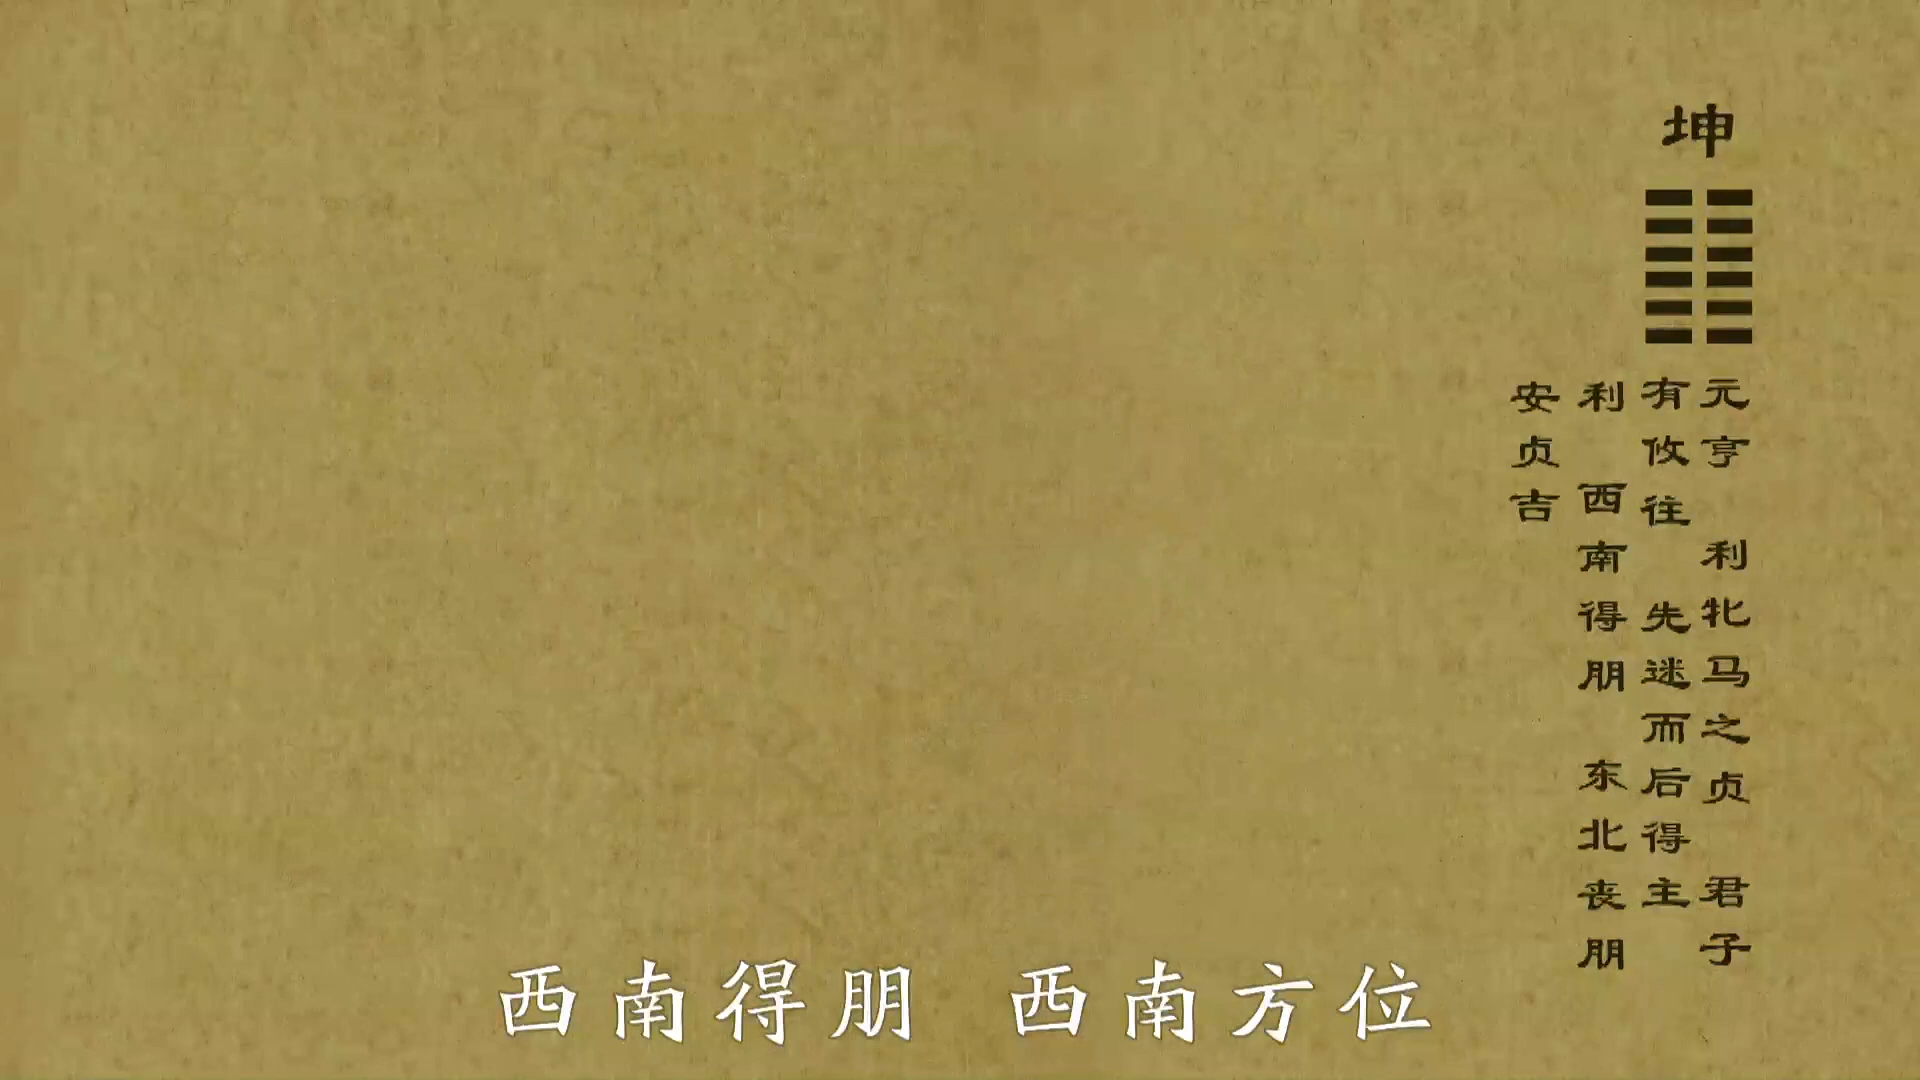 坤
元亨 利牝马之贞 君子
有攸往 先迷而后得主
利 西南得朋 东北丧朋
安贞吉
西南得朋 西南方位